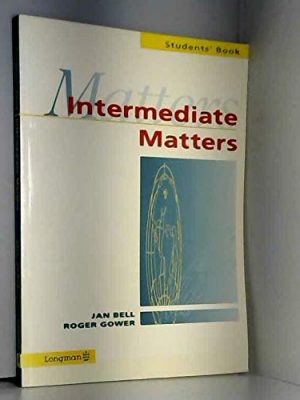 Students' Book
Matters
Intermediate
Matters
JAN BELL
ROGER GOWER
Longman